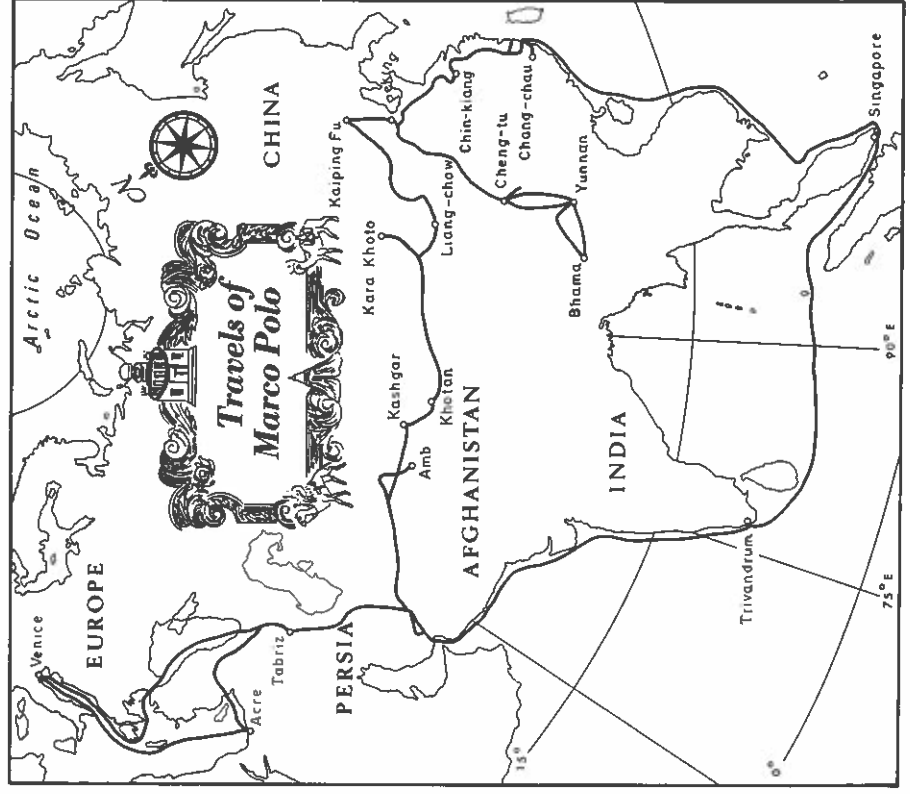 Arctic Ocean
Venice
EUROPE
N
Travels of
Marco Polo
Acre
CHINA
Tabriz
Kaiping Fu
PERSIA
Kara Khoto
Peking
Kashgar
Amb
Khotan
Liang-chow
Chin-kiang
AFGHANISTAN
Cheng-tu
15°
Chang-chau
Bhama
Yunnan
INDIA
Trivandrum
0°
Singapore
75°E
90°E